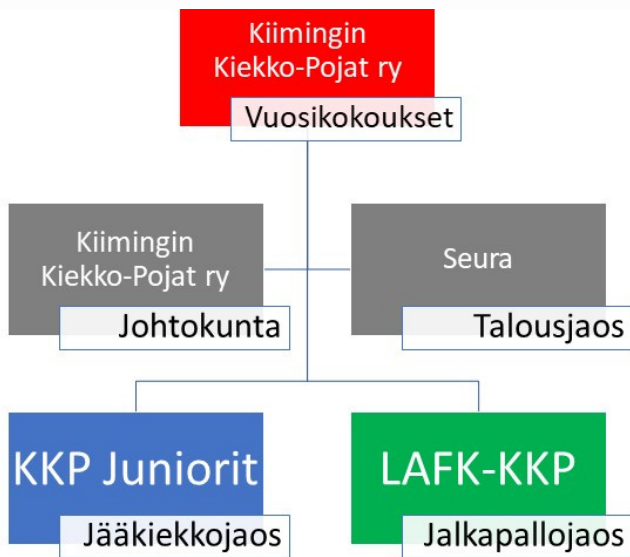 Kiimingin
Kiekko-Pojat ry
Vuosikokoukset
Kiimingin
Kiekko-Pojat ry
Johtokunta
Seura
Talousjaos
KKP Juniorit
Jääkiekkojaos
LAFK-KKP
Jalkapallojaos